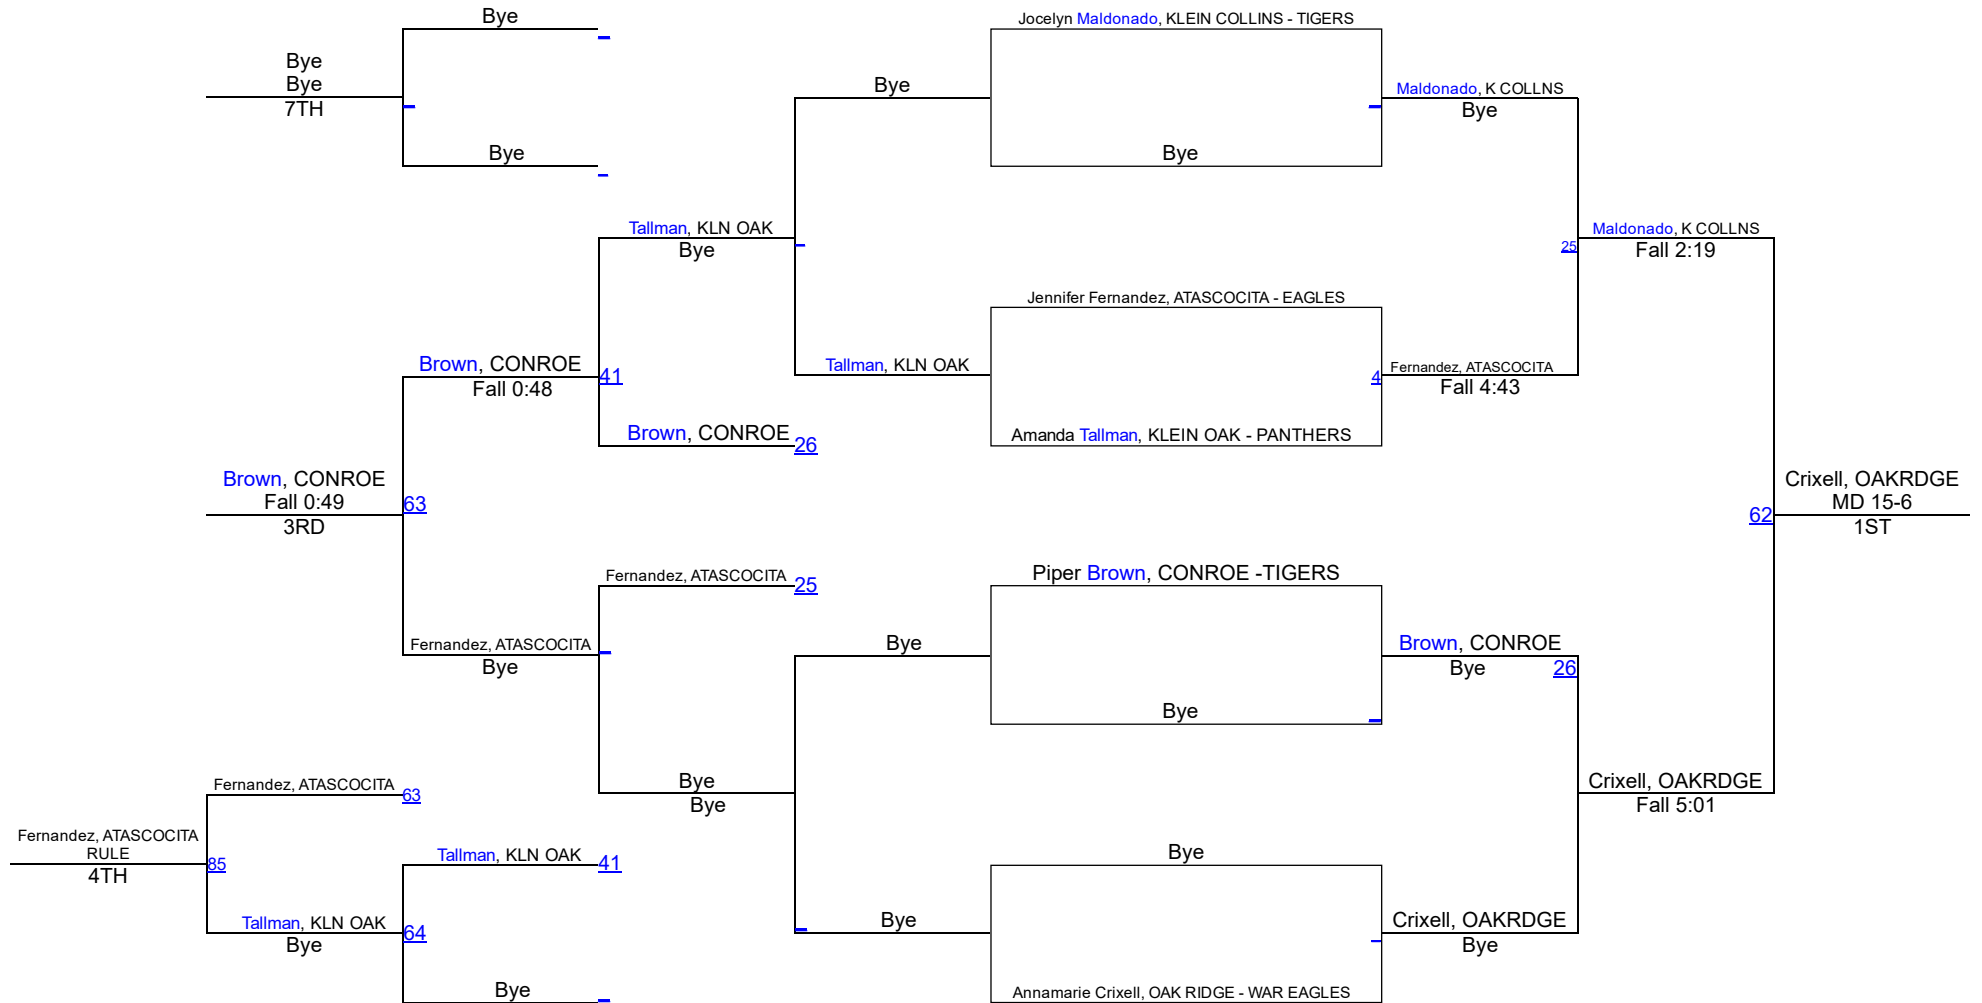 Bye
Jocelyn Maldonado, KLEIN COLLINS - TIGERS
Bye
Bye
7TH
Bye
Maldonado, K COLLNS
Bye
Bye
Bye
Tallman, KLN OAK
Bye
25
Maldonado, K COLLNS
Fall 2:19
Jennifer Fernandez, ATASCOCITA - EAGLES
Brown, CONROE
Fall 0:48
41
Tallman, KLN OAK
4
Fernandez, ATASCOCITA
Fall 4:43
Brown, CONROE
26
Amanda Tallman, KLEIN OAK - PANTHERS
Brown, CONROE
Fall 0:49
3RD
63
62
Crixell, OAKRDGE
MD 15-6
1ST
Fernandez, ATASCOCITA
25
Piper Brown, CONROE -TIGERS
Fernandez, ATASCOCITA
Bye
Bye
Brown, CONROE
Bye
26
Bye
Fernandez, ATASCOCITA
63
Bye
Bye
Crixell, OAKRDGE
Fall 5:01
Fernandez, ATASCOCITA
RULE
4TH
85
Tallman, KLN OAK
41
Bye
Tallman, KLN OAK
Bye
64
Bye
Crixell, OAKRDGE
Bye
Bye
Annamarie Crixell, OAK RIDGE - WAR EAGLES